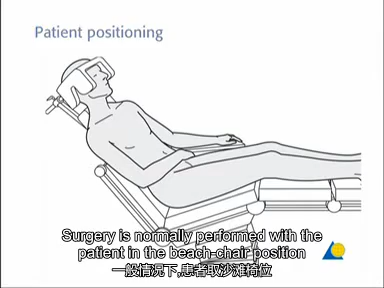 Patient positioning
Surgery is normally performed with the
patient in the beach-chair position
一般情况下,患者取沙滩椅位